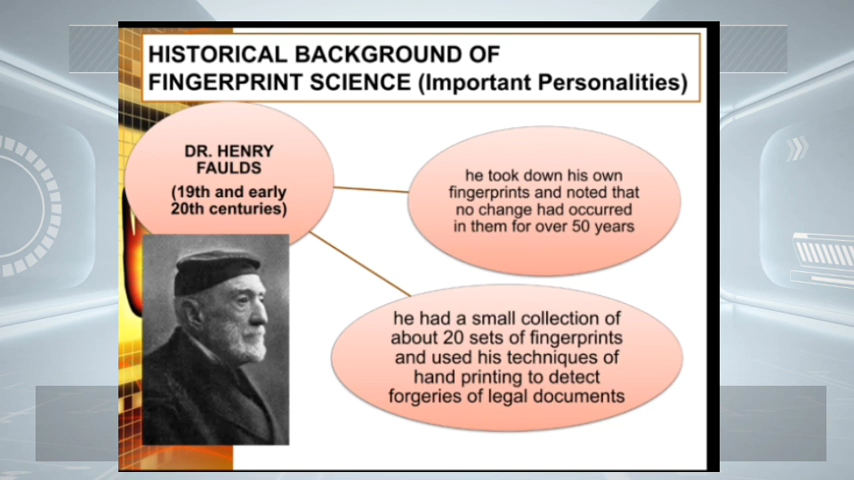 HISTORICAL BACKGROUND OF
FINGERPRINT SCIENCE (Important Personalities)
DR. HENRY
FAULDS
(19th and early
20th centuries)
he took down his own
fingerprints and noted that
no change had occurred
in them for over 50 years
he had a small collection of
about 20 sets of fingerprints
and used his techniques of
hand printing to detect
forgeries of legal documents